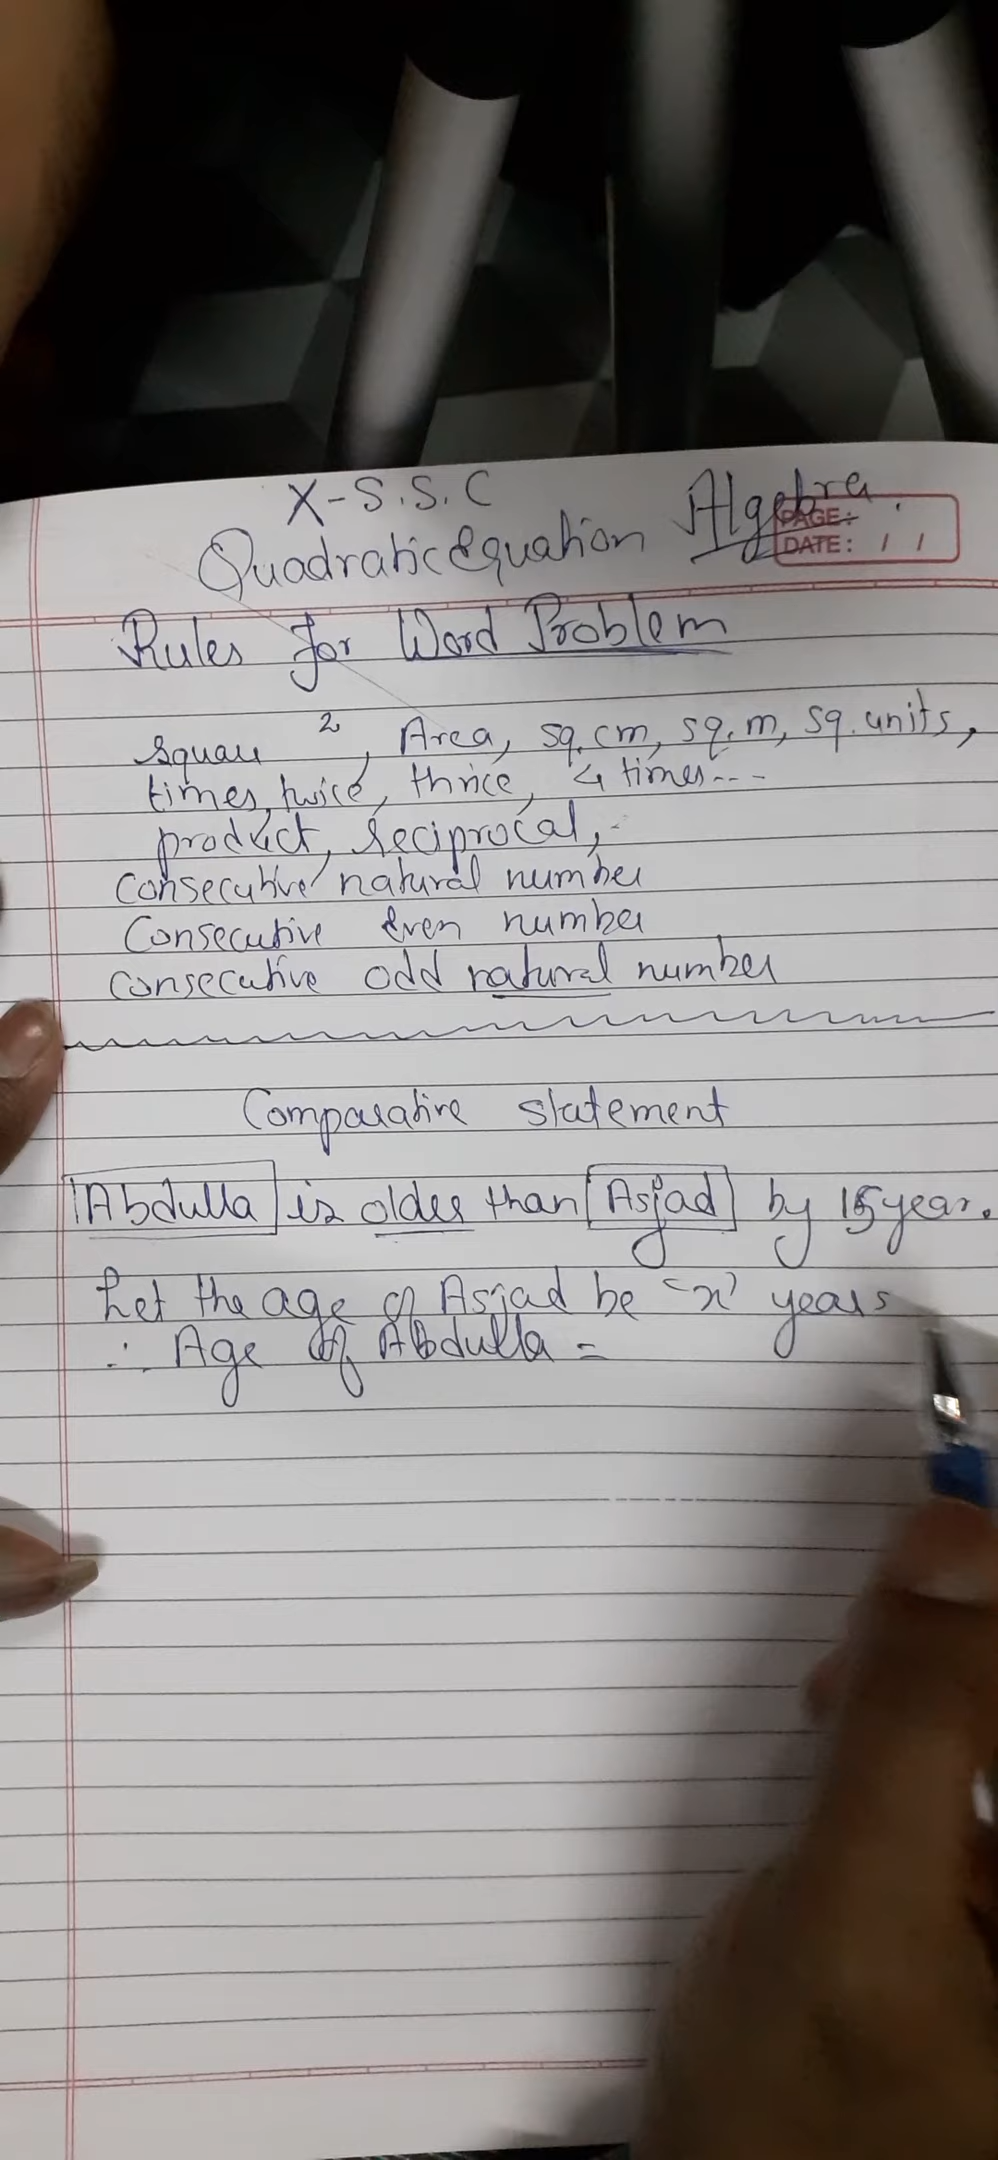 X-S.S.C
Quadratic equation Algebra
PAGE:
DATE: / /
Rules for Word Problem
square ², Area, sq.cm, sq.m, sq.units,
times, twice, thrice, 4 times---
product, reciprocal,
consecutive natural number
Consecutive even number
consecutive odd natural number
Comparative statement
Abdulla is older than Asjad by 15 year.
Let the age of Asjad be 'x' years
∴ Age of Abdulla =